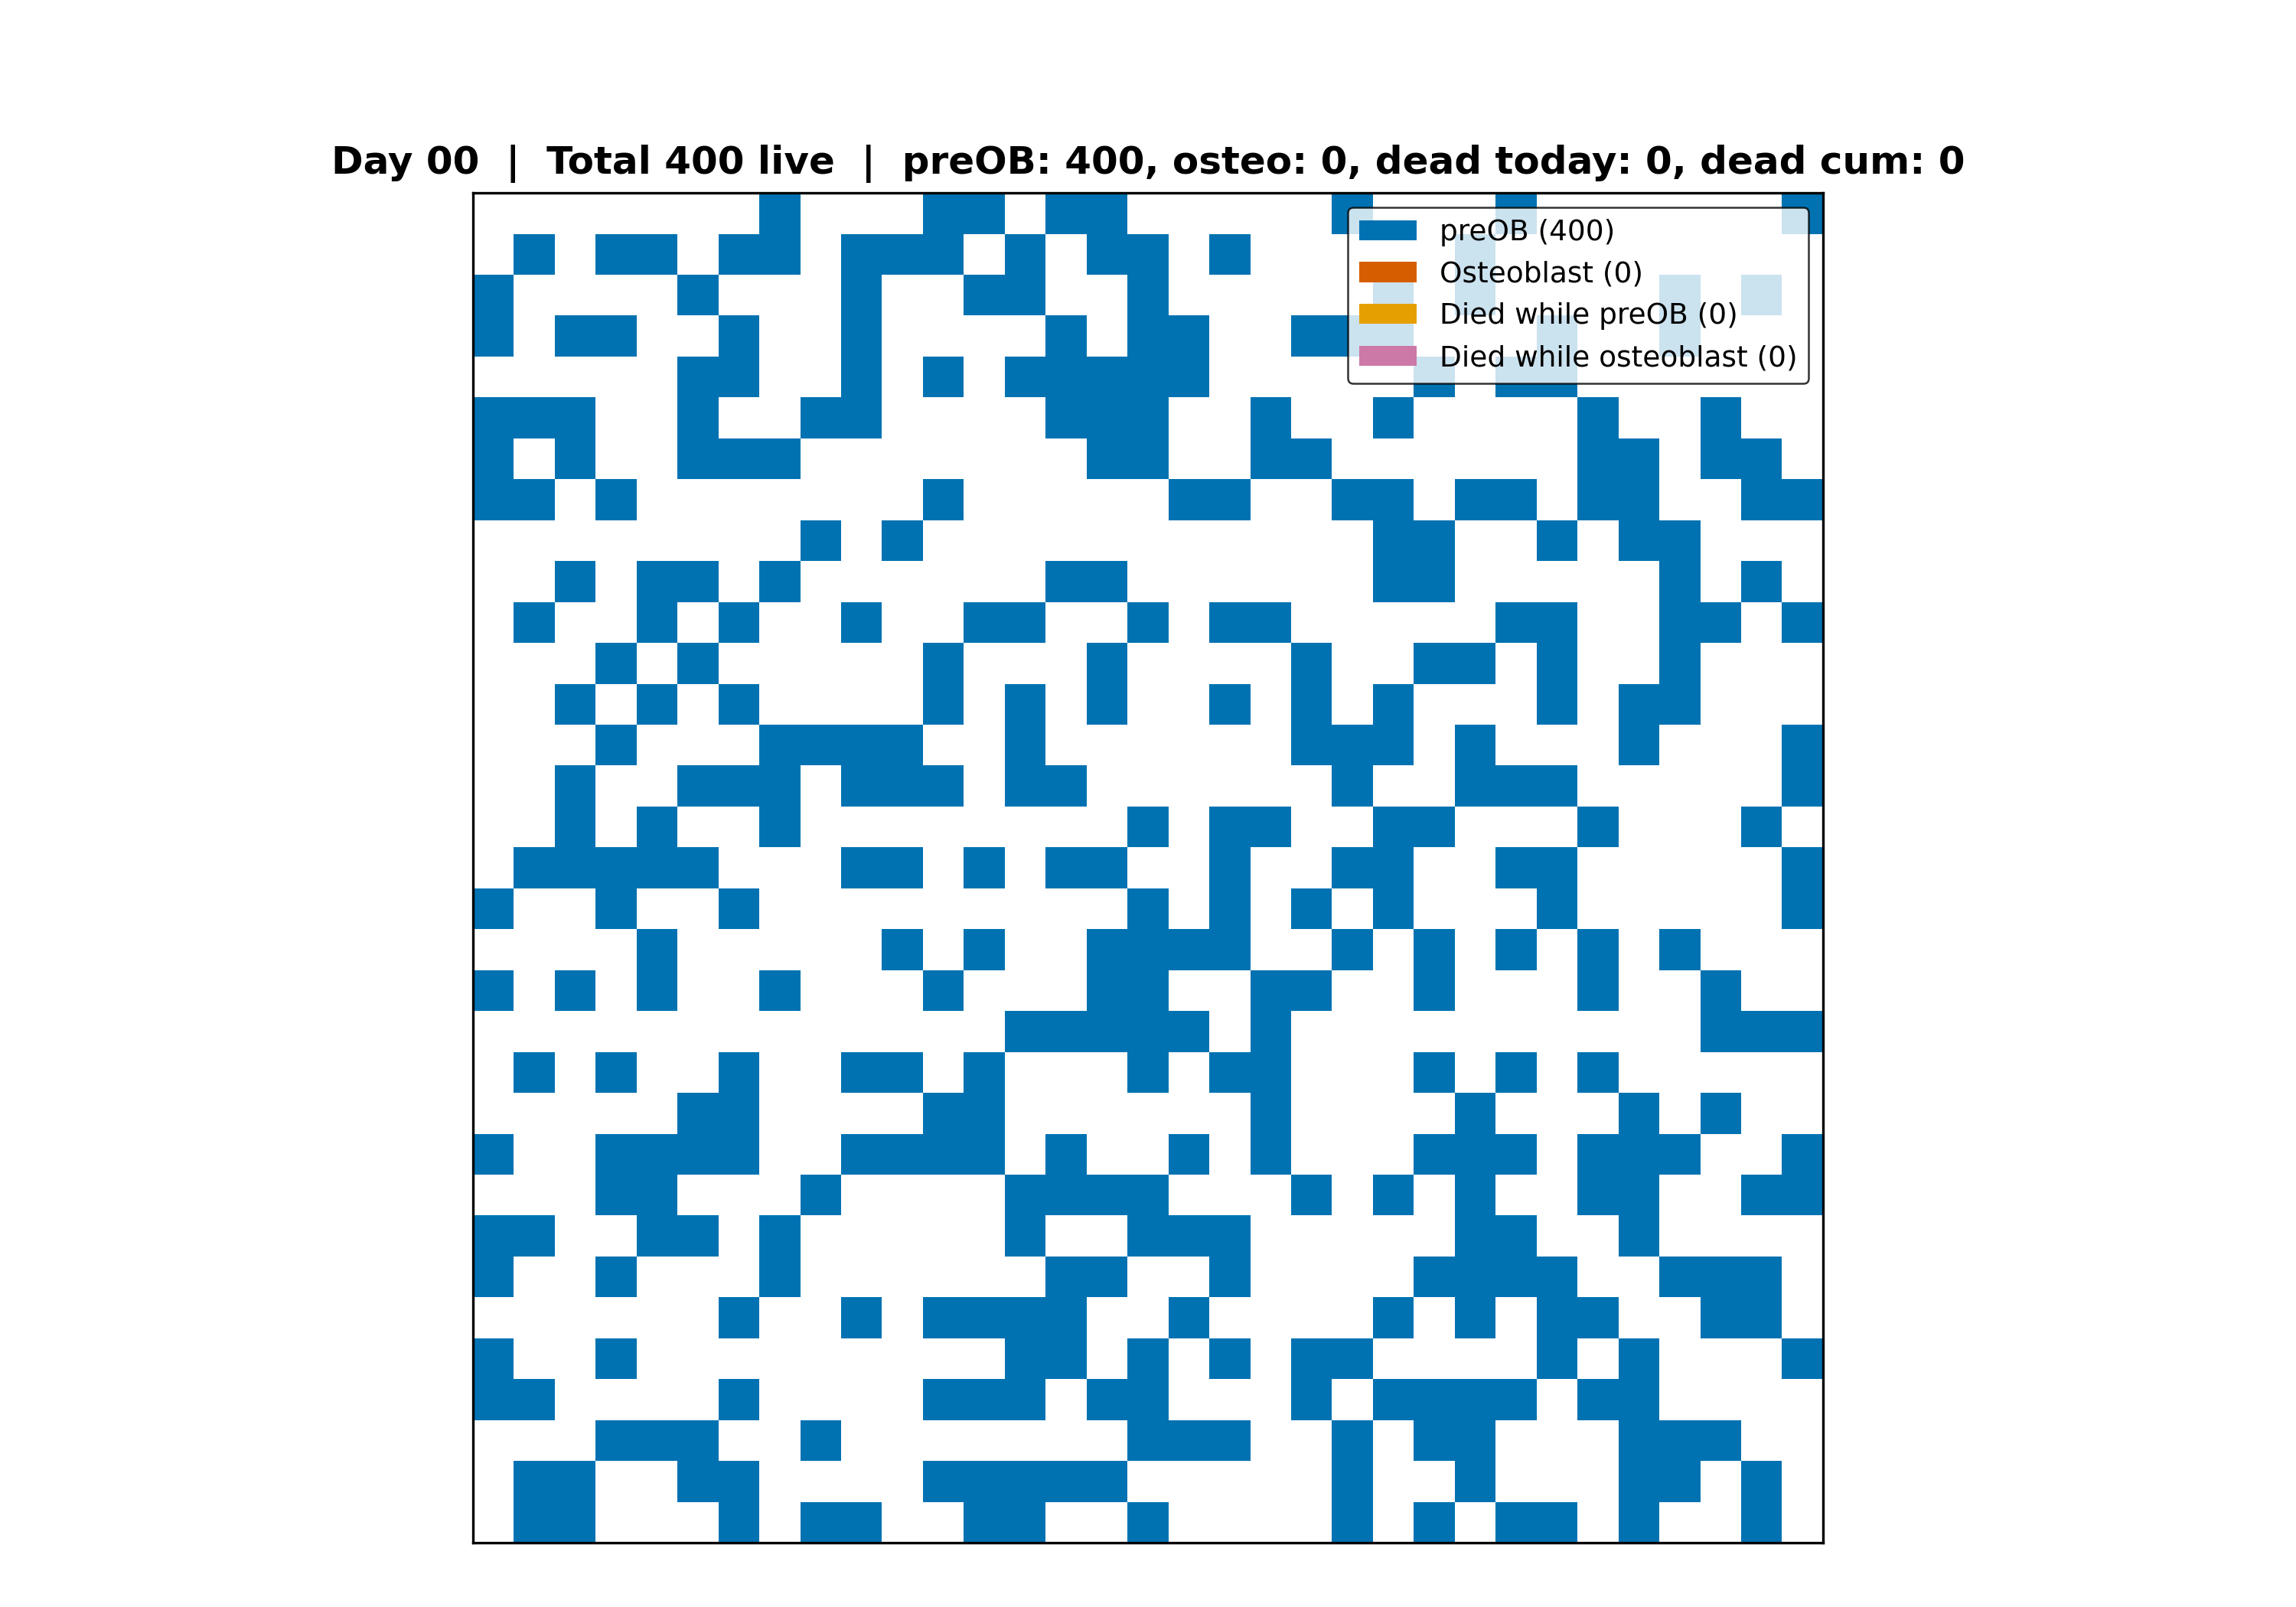 Day 00 | Total 400 live | preOB: 400, osteo: 0, dead today: 0, dead cum: 0
preOB (400)
Osteoblast (0)
Died while preOB (0)
Died while osteoblast (0)